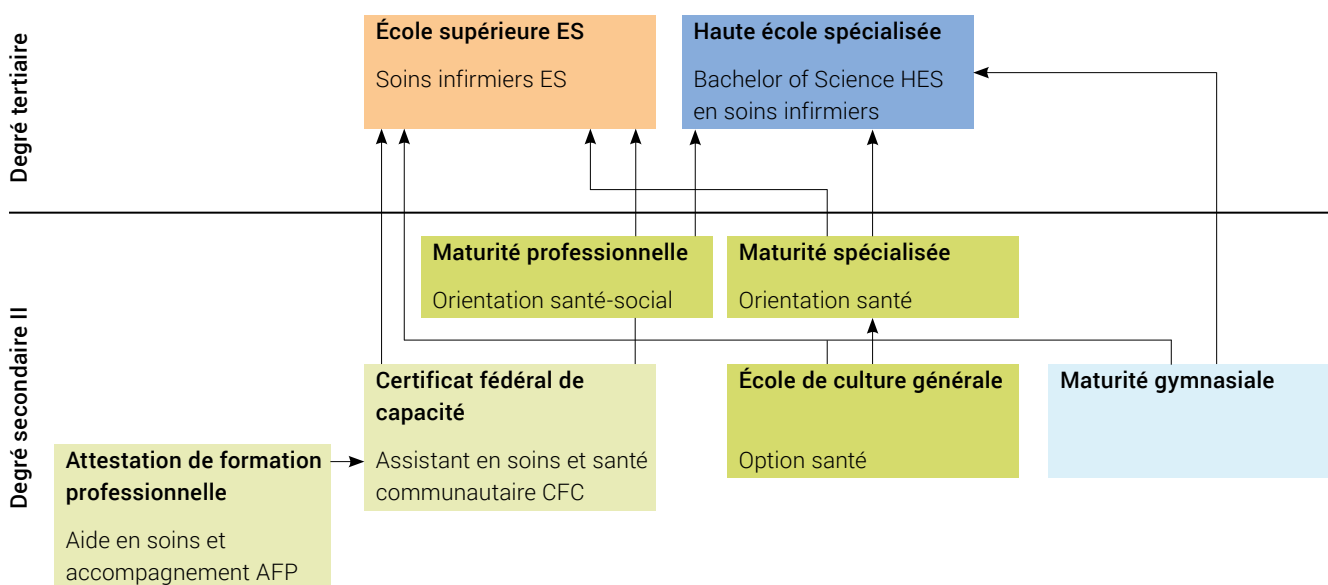 Degré tertiaire
École supérieure ES
Soins infirmiers ES
Haute école spécialisée
Bachelor of Science HES
en soins infirmiers
Degré secondaire II
Maturité professionnelle
Orientation santé-social
Maturité spécialisée
Orientation santé
Certificat fédéral de
capacité
Assistant en soins et santé
communautaire CFC
École de culture générale
Option santé
Maturité gymnasiale
Attestation de formation
professionnelle
Aide en soins et
accompagnement AFP